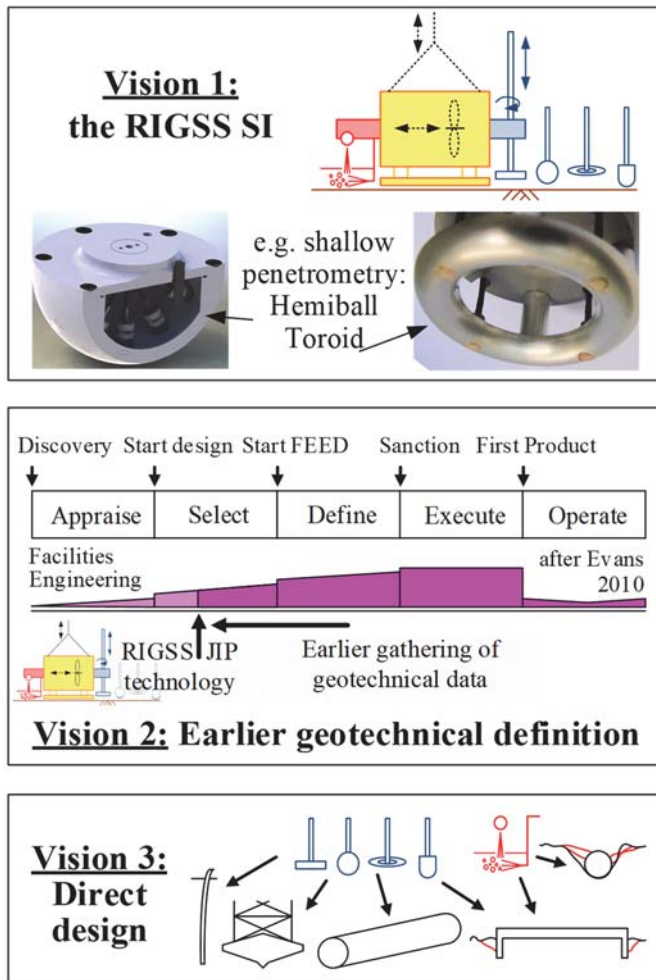 Vision 1:
the RIGSS SI
e.g. shallow
penetrometry:
Hemiball
Toroid
Discovery
Start design
Start FEED
Sanction
First Product
Appraise
Select
Define
Execute
Operate
Facilities
Engineering
after Evans
2010
RIGSS JIP
technology
Earlier gathering of
geotechnical data
Vision 2: Earlier geotechnical definition
Vision 3:
Direct
design